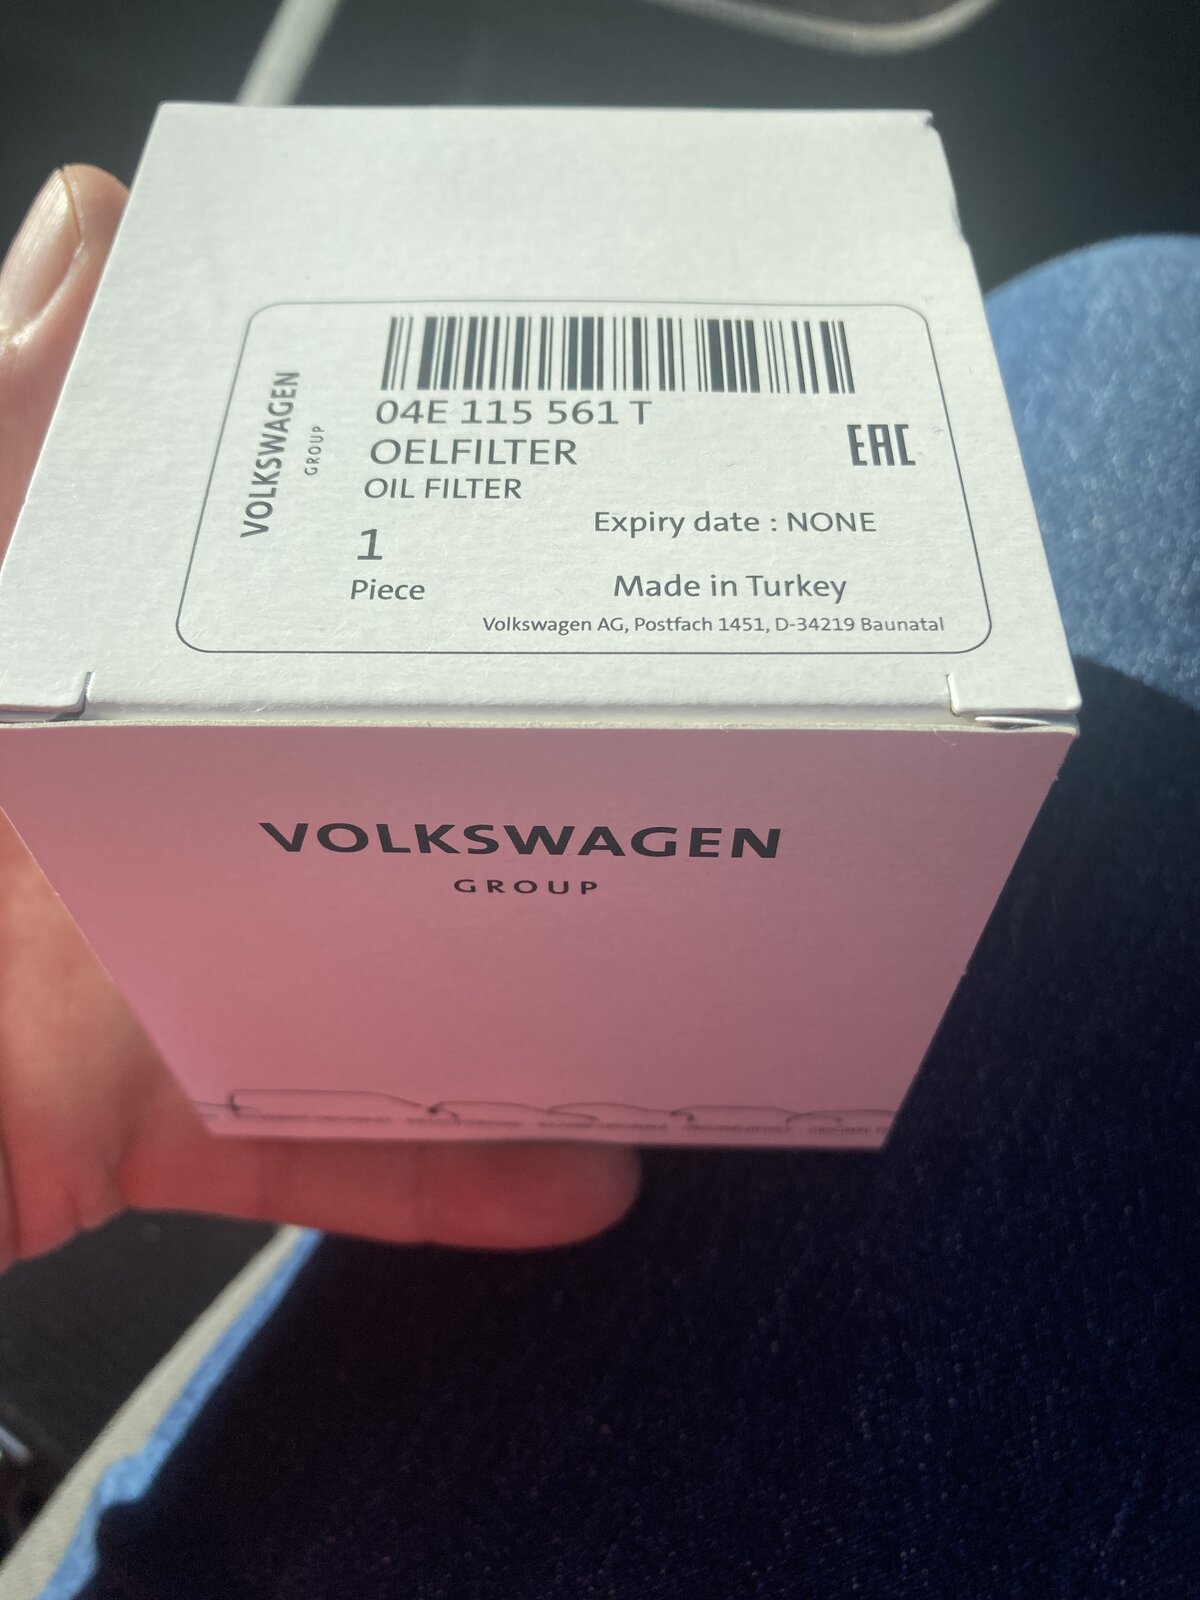 VOLKSWAGEN
GROUP
04E 115 561 T
OELFILTER
OIL FILTER
EAC
1
Piece
Expiry date : NONE
Made in Turkey
Volkswagen AG, Postfach 1451, D-34219 Baunatal
VOLKSWAGEN
GROUP